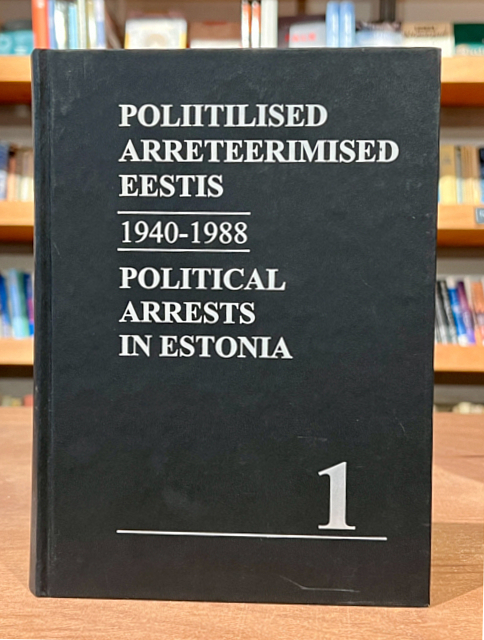 POLIITILISED
ARRETEERIMISED
EESTIS
1940-1988
POLITICAL
ARRESTS
IN ESTONIA
1